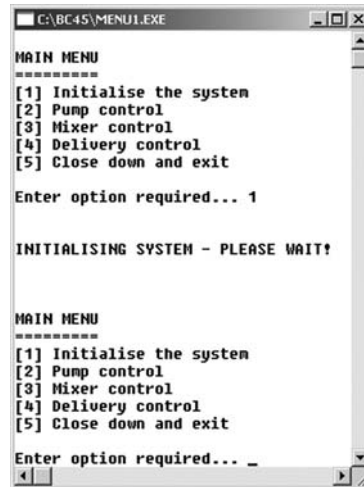 C:\BC45\MENU1.EXE
MAIN MENU
=========
[1] Initialise the system
[2] Pump control
[3] Mixer control
[4] Delivery control
[5] Close down and exit
Enter option required... 1
INITIALISING SYSTEM - PLEASE WAIT!
MAIN MENU
=========
[1] Initialise the system
[2] Pump control
[3] Mixer control
[4] Delivery control
[5] Close down and exit
Enter option required... _